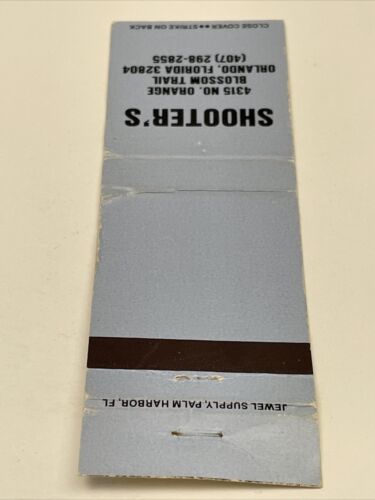 SHOOTER'S
4315 NO. ORANGE
BLOSSOM TRAIL
ORLANDO, FLORIDA 32804
(407) 298-2855
CLOSE COVER ●● STRIKE ON BACK
JEWEL SUPPLY, PALM HARBOR, FL